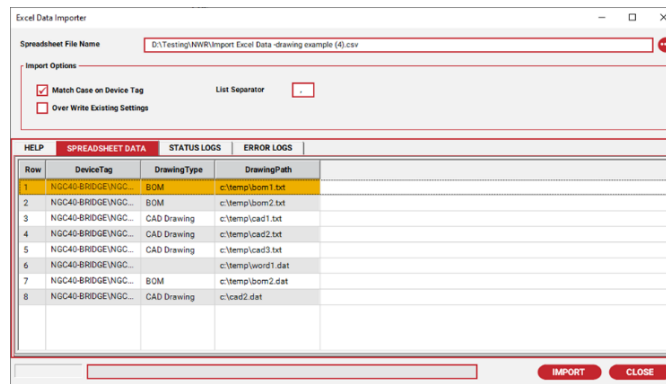 Excel Data Importer
Spreadsheet File Name D:\Testing\NWR\Import Excel Data -drawing example (4).csv
Import Options
Match Case on Device Tag List Separator ,
Over Write Existing Settings
HELP SPREADSHEET DATA STATUS LOGS ERROR LOGS
Row DeviceTag DrawingType DrawingPath
1 NGC40-BRIDGE\NGC... BOM c:\temp\bom1.txt
2 NGC40-BRIDGE\NGC... BOM c:\temp\bom2.txt
3 NGC40-BRIDGE\NGC... CAD Drawing c:\temp\cad1.txt
4 NGC40-BRIDGE\NGC... CAD Drawing c:\temp\cad2.txt
5 NGC40-BRIDGE\NGC... CAD Drawing c:\temp\cad3.txt
6 NGC40-BRIDGE\NGC... c:\temp\word1.dat
7 NGC40-BRIDGE\NGC... BOM c:\temp\bom2.dat
8 NGC40-BRIDGE\NGC... CAD Drawing c:\cad2.dat
IMPORT CLOSE